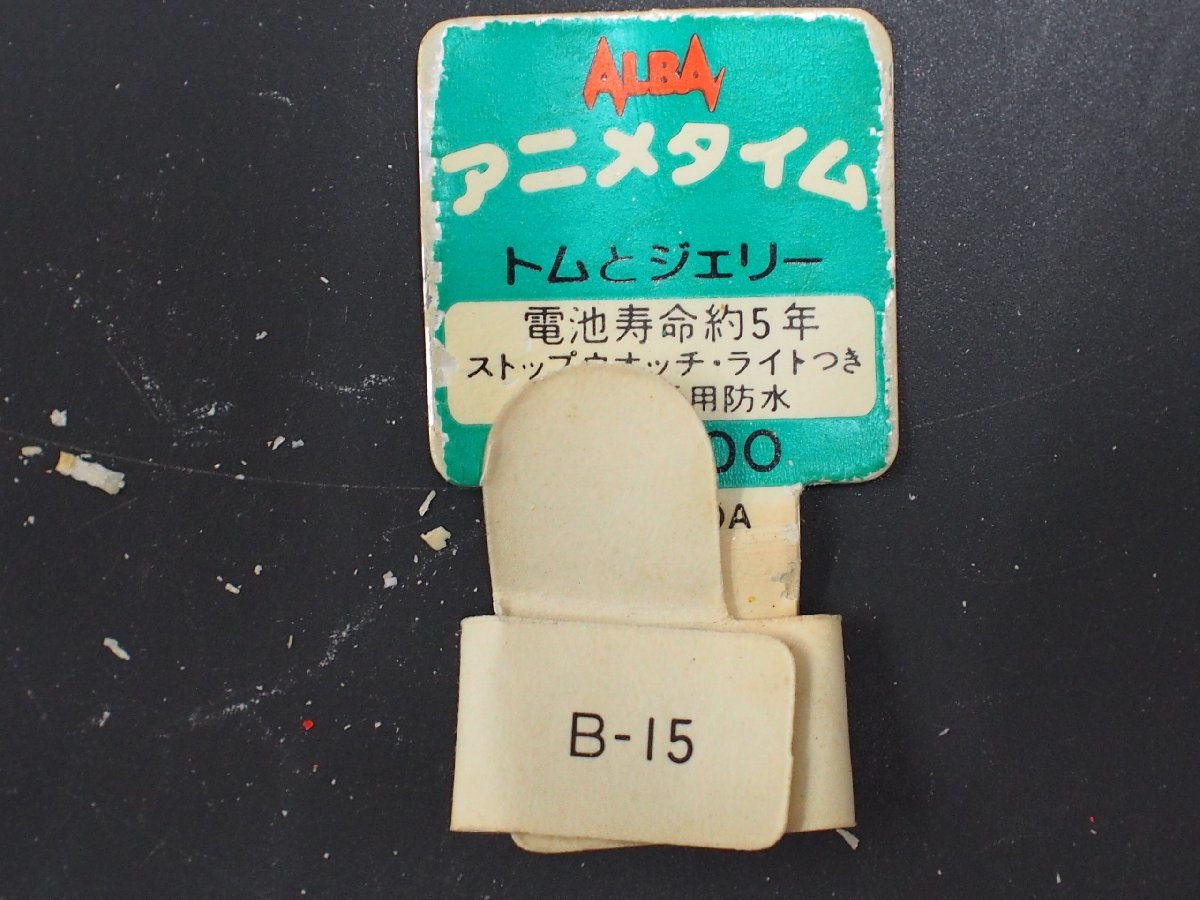 ALBA
アニメタイム
トムとジェリー
電池寿命約5年
ストップウオッチ・ライトつき
用防水
00
0A
B-15